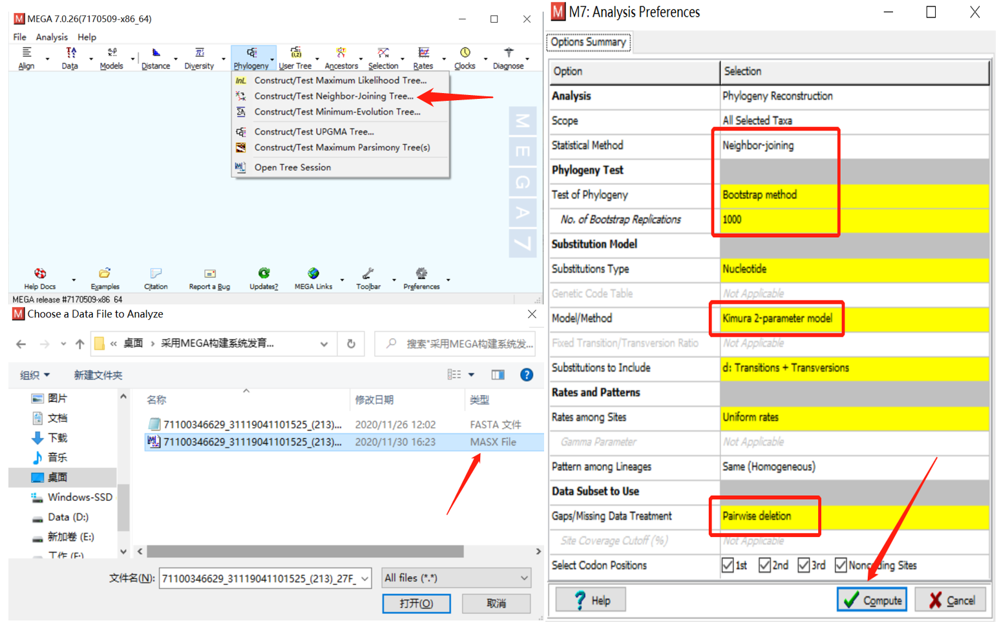 MEGA 7.0.26(7170509-x86_64)
File Analysis Help
Align Data Models Distance Diversity Phylogeny User Tree Ancestors Selection Rates Clocks Diagnose
Construct/Test Maximum Likelihood Tree...
Construct/Test Neighbor-Joining Tree...
Construct/Test Minimum-Evolution Tree...
Construct/Test UPGMA Tree...
Construct/Test Maximum Parsimony Tree(s)
Open Tree Session
M
E
G
A
7
Help Docs Examples Citation Report a Bug Updates? MEGA Links Toolbar Preferences
MEGA release #7170509-x86_64
Choose a Data File to Analyze
« 桌面 › 采用MEGA构建系统发育...
搜索"采用MEGA构建系统发...
组织 新建文件夹
图片
文档
下载
音乐
桌面
Windows-SSD
Data (D:)
新加卷 (E:)
工作 (F:)
名称 修改日期 类型
71100346629_31119041101525_(213)... 2020/11/26 12:02 FASTA 文件
71100346629_31119041101525_(213)... 2020/11/30 16:23 MASX File
文件名(N): 71100346629_31119041101525_(213)_27F_ All files (*.*)
打开(O) 取消
M7: Analysis Preferences
Options Summary
Option Selection
Analysis Phylogeny Reconstruction
Scope All Selected Taxa
Statistical Method Neighbor-joining
Phylogeny Test
Test of Phylogeny Bootstrap method
No. of Bootstrap Replications 1000
Substitution Model
Substitutions Type Nucleotide
Genetic Code Table Not Applicable
Model/Method Kimura 2-parameter model
Fixed Transition/Transversion Ratio Not Applicable
Substitutions to Include d: Transitions + Transversions
Rates and Patterns
Rates among Sites Uniform rates
Gamma Parameter Not Applicable
Pattern among Lineages Same (Homogeneous)
Data Subset to Use
Gaps/Missing Data Treatment Pairwise deletion
Site Coverage Cutoff (%) Not Applicable
Select Codon Positions 1st 2nd 3rd Noncoding Sites
Help Compute Cancel